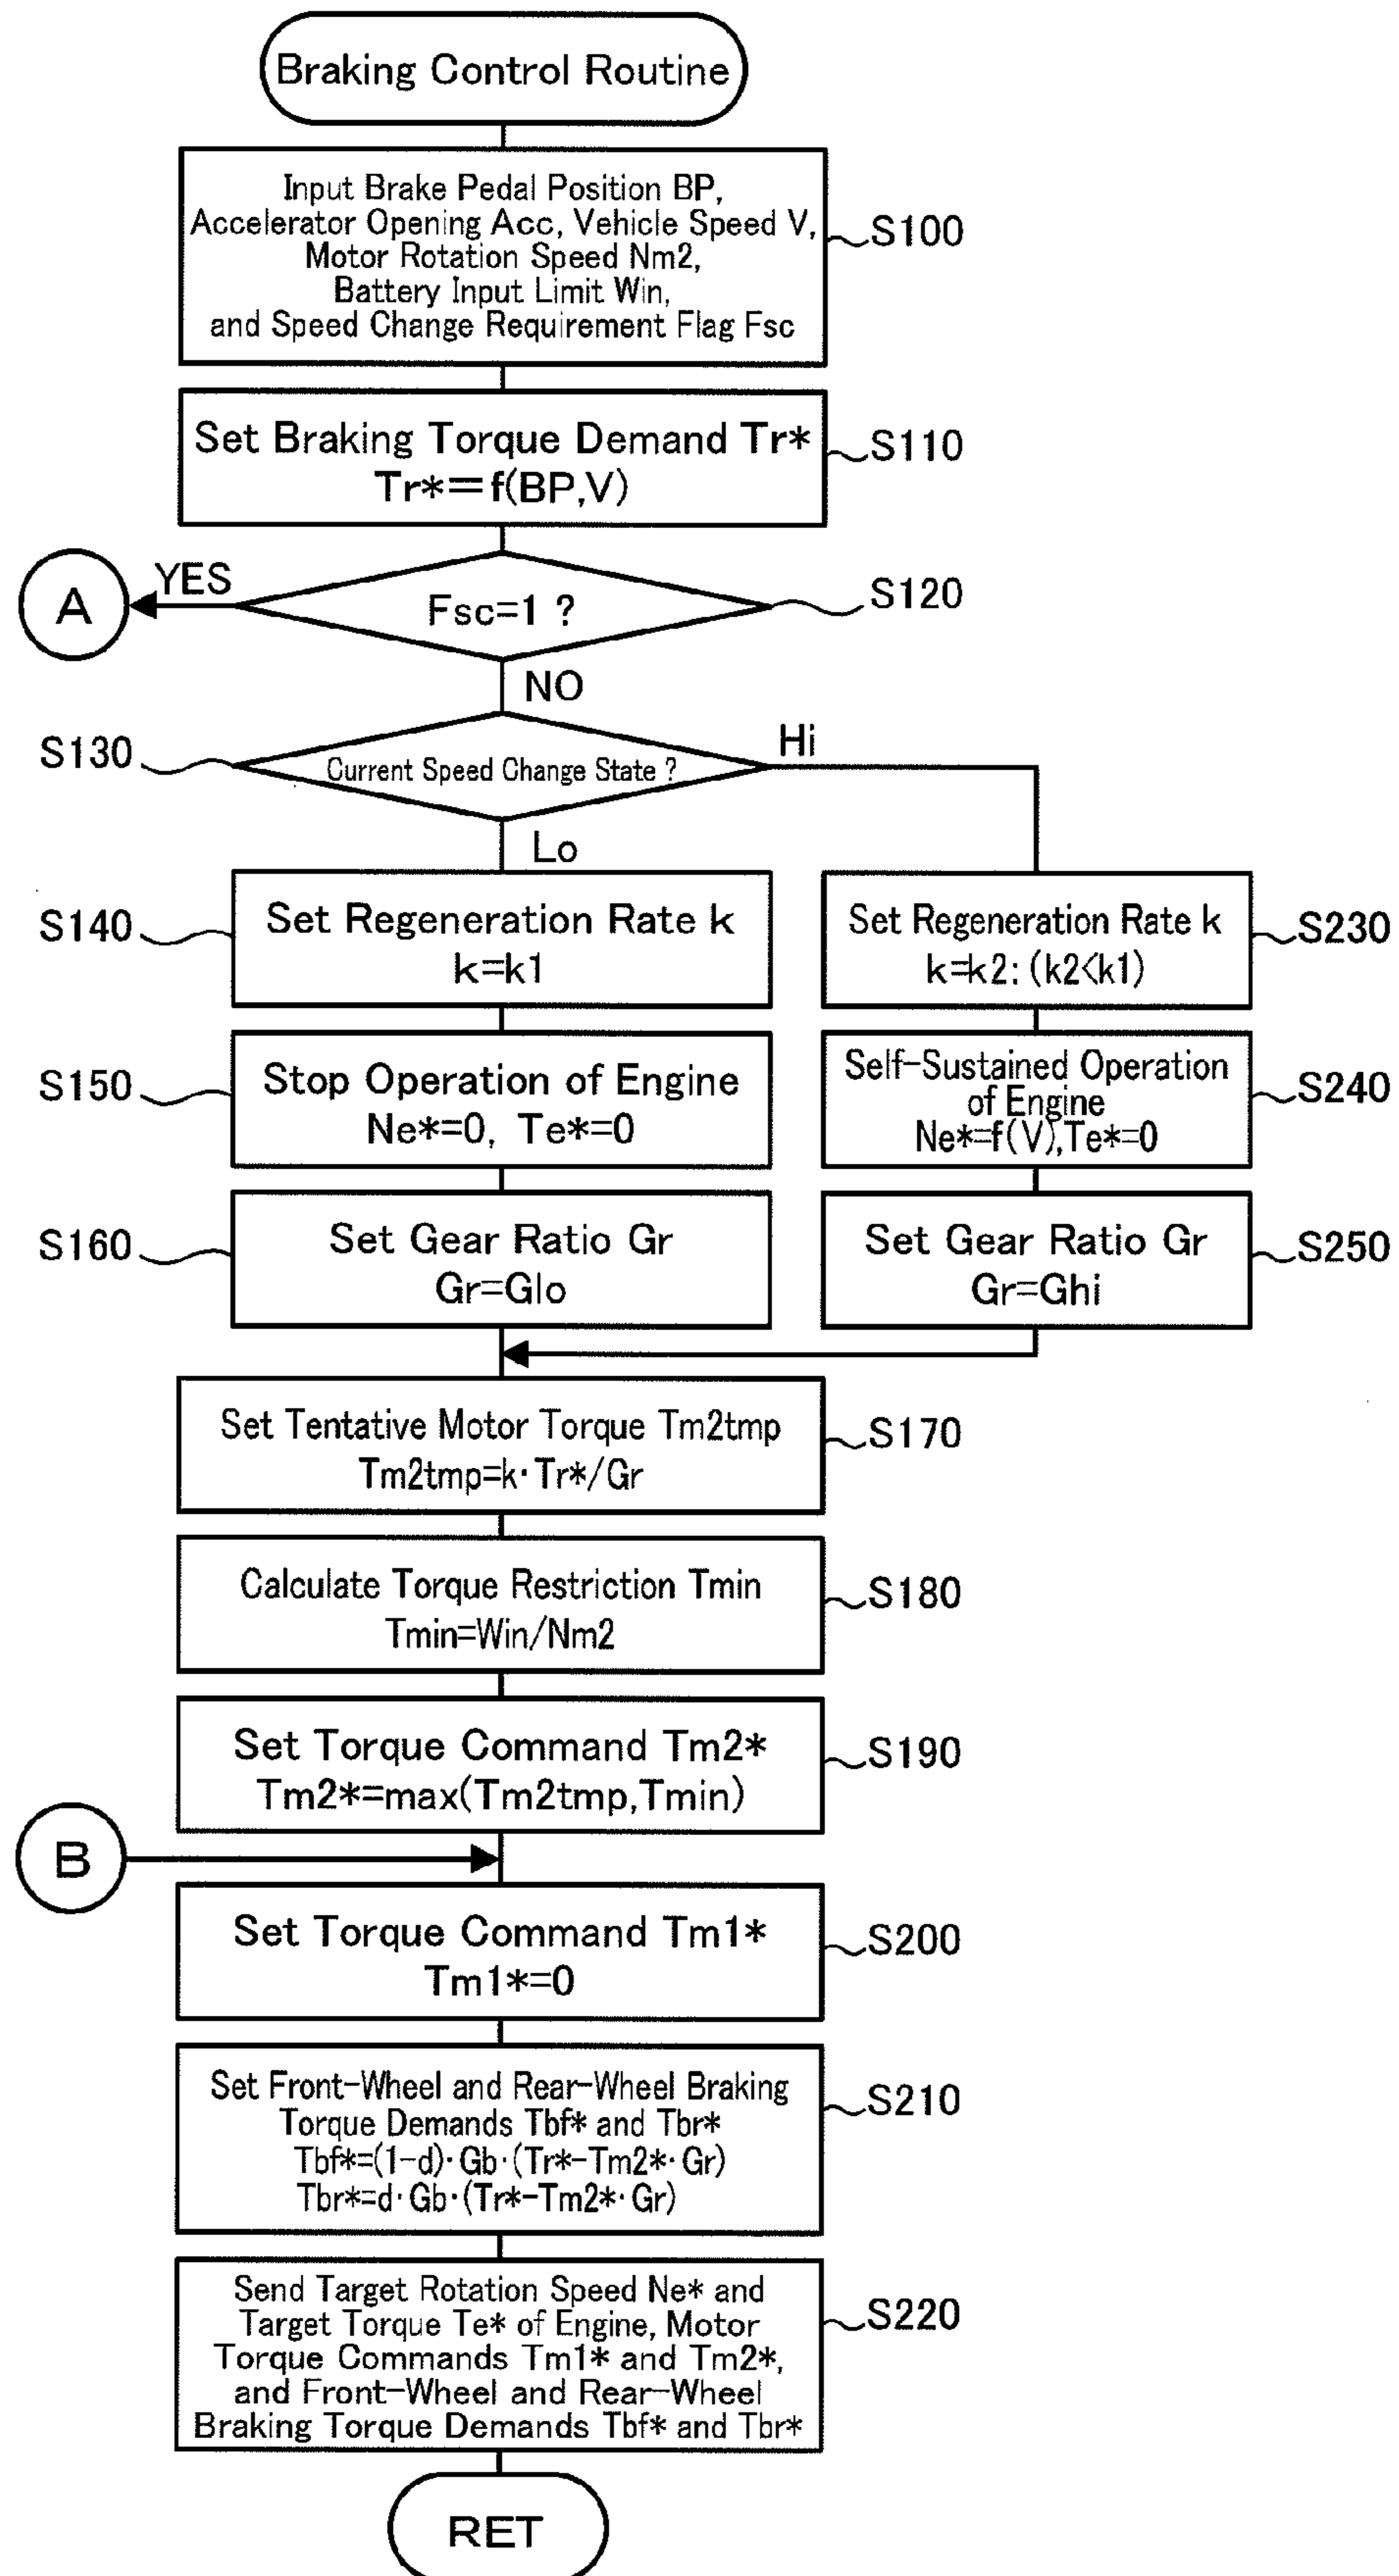 Braking Control Routine
Input Brake Pedal Position BP,
Accelerator Opening Acc, Vehicle Speed V,
Motor Rotation Speed Nm2,
Battery Input Limit Win,
and Speed Change Requirement Flag Fsc
S100
Set Braking Torque Demand Tr*
Tr*=f(BP,V)
S110
A
YES
Fsc=1 ?
S120
NO
S130
Current Speed Change State ?
Hi
Lo
S140
Set Regeneration Rate k
k=k1
Set Regeneration Rate k
k=k2: (k2<k1)
S230
S150
Stop Operation of Engine
Ne*=0, Te*=0
Self-Sustained Operation
of Engine
Ne*=f(V),Te*=0
S240
S160
Set Gear Ratio Gr
Gr=Glo
Set Gear Ratio Gr
Gr=Ghi
S250
Set Tentative Motor Torque Tm2tmp
Tm2tmp=k·Tr*/Gr
S170
Calculate Torque Restriction Tmin
Tmin=Win/Nm2
S180
Set Torque Command Tm2*
Tm2*=max(Tm2tmp,Tmin)
S190
B
Set Torque Command Tm1*
Tm1*=0
S200
Set Front-Wheel and Rear-Wheel Braking
Torque Demands Tbf* and Tbr*
Tbf*=(1-d)·Gb·(Tr*-Tm2*·Gr)
Tbr*=d·Gb·(Tr*-Tm2*·Gr)
S210
Send Target Rotation Speed Ne* and
Target Torque Te* of Engine, Motor
Torque Commands Tm1* and Tm2*,
and Front-Wheel and Rear-Wheel
Braking Torque Demands Tbf* and Tbr*
S220
RET